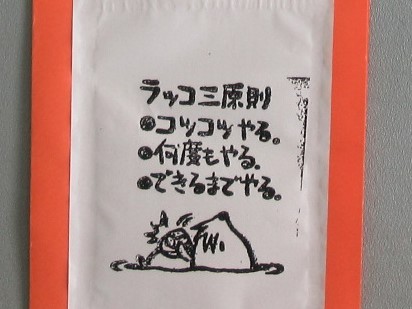 ラッコ三原則
●コツコツやる。
●何度もやる。
●できるまでやる。